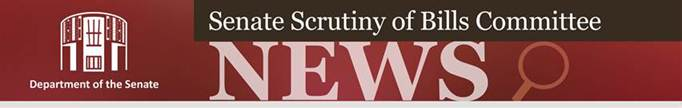 Senate Scrutiny of Bills Committee
NEWS
Department of the Senate